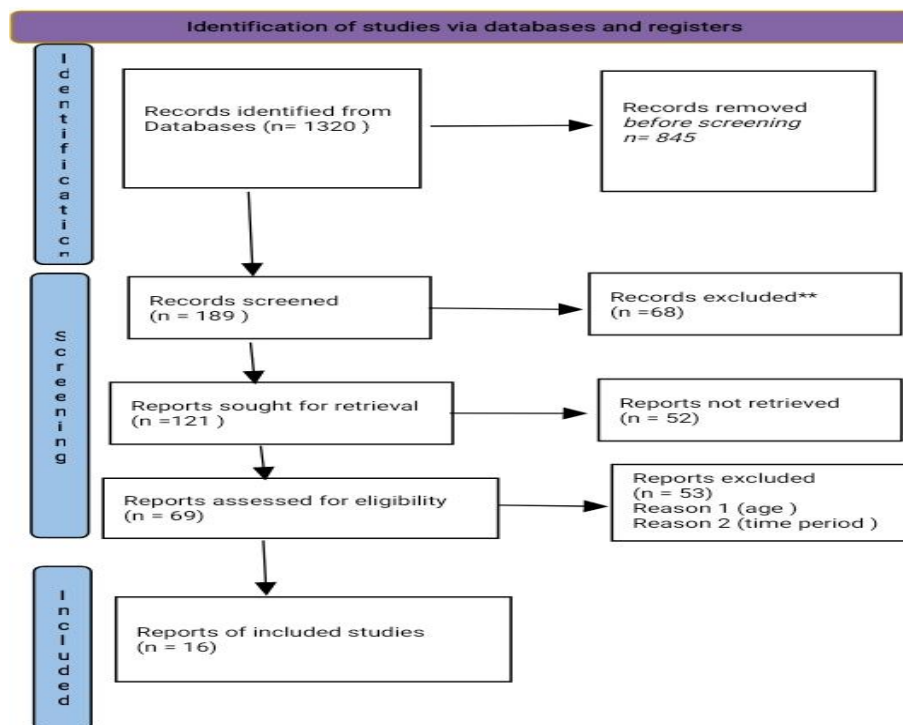 Identification of studies via databases and registers
Identification
Records identified from
Databases (n= 1320 )
Records removed
before screening
n= 845
Screening
Records screened
(n = 189 )
Records excluded**
(n =68)
Reports sought for retrieval
(n =121 )
Reports not retrieved
(n = 52)
Reports assessed for eligibility
(n = 69)
Reports excluded
(n = 53)
Reason 1 (age )
Reason 2 (time period )
Included
Reports of included studies
(n = 16)